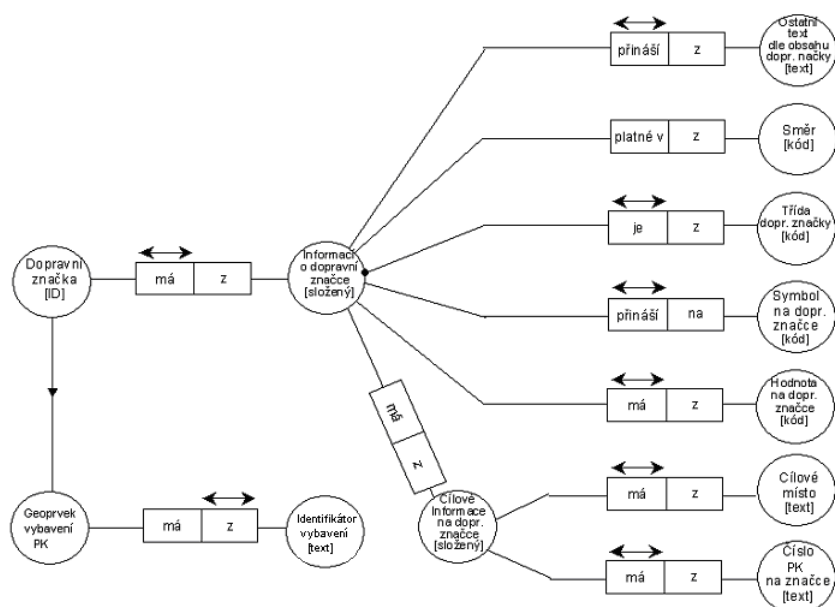 Ostatní
text
dle obsahu
dopr. načky
[text]
přináší z
Směr
[kód]
platné v z
Třída
dopr. značky
[kód]
je z
Dopravní
značka
[ID]
má z
Informací
o dopravní
značce
[složený]
Symbol
na dopr.
značce
[kód]
přináší na
Hodnota
na dopr.
značce
[kód]
má z
má z
Cílové
Informace
na dopr.
značce
[složený]
Cílové
místo
[text]
má z
Geoprvek
vybavení
PK
má z
Identifikátor
vybavení
[text]
Číslo
PK
na značce
[text]
má z